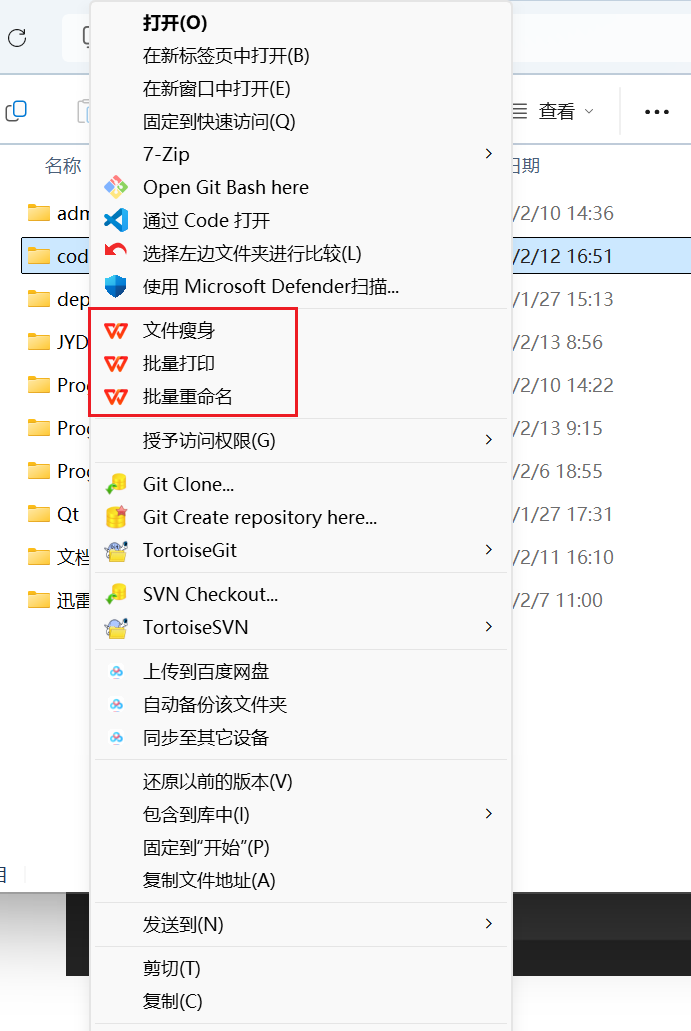 打开(O)
在新标签页中打开(B)
在新窗口中打开(E)
固定到快速访问(Q)
7-Zip
Open Git Bash here
通过 Code 打开
选择左边文件夹进行比较(L)
使用 Microsoft Defender扫描...
文件瘦身
批量打印
批量重命名
授予访问权限(G)
Git Clone...
Git Create repository here...
TortoiseGit
SVN Checkout...
TortoiseSVN
上传到百度网盘
自动备份该文件夹
同步至其它设备
还原以前的版本(V)
包含到库中(I)
固定到“开始”(P)
复制文件地址(A)
发送到(N)
剪切(T)
复制(C)
查看
名称
日期
adm
/2/10 14:36
cod
/2/12 16:51
dep
/1/27 15:13
JYD
/2/13 8:56
Pro
/2/10 14:22
Prog
/2/13 9:15
Prog
/2/6 18:55
Qt
/1/27 17:31
文档
/2/11 16:10
迅雷
/2/7 11:00